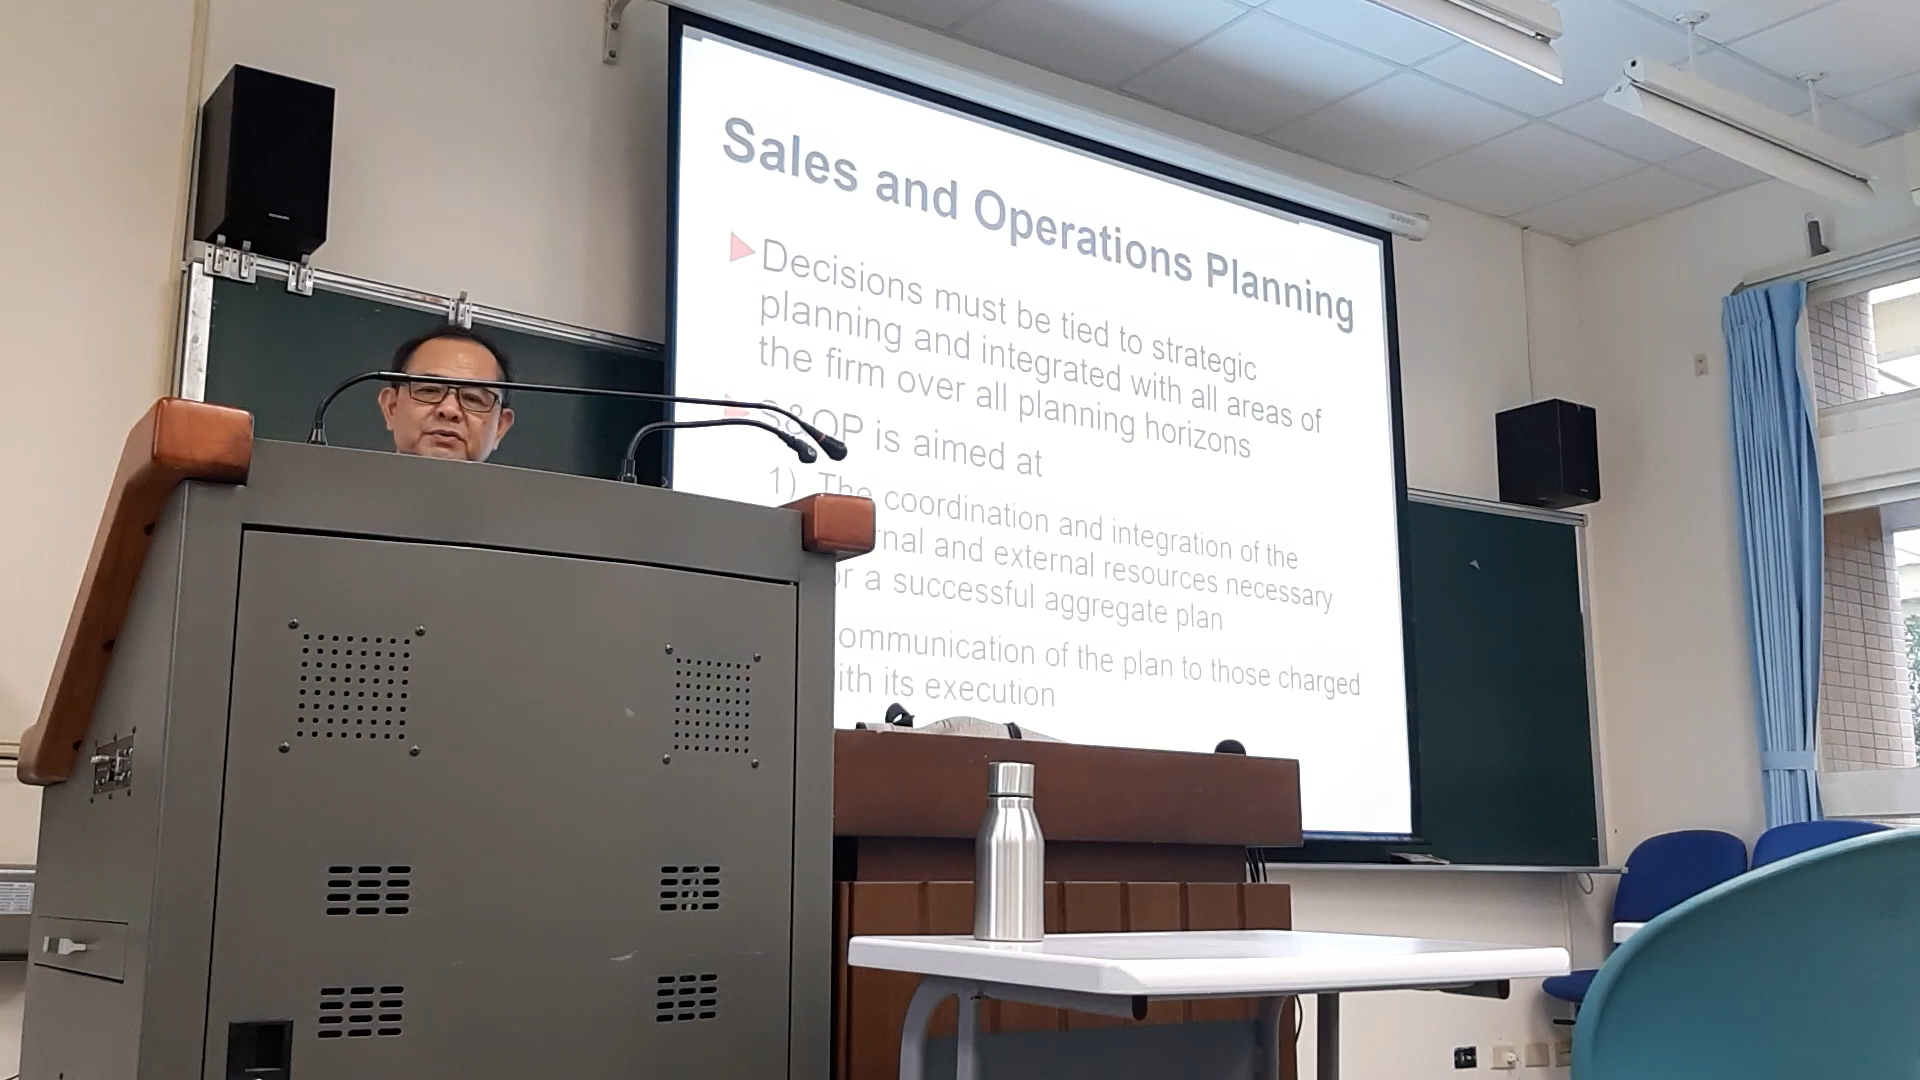 Sales and Operations Planning
Decisions must be tied to strategic
planning and integrated with all areas of
the firm over all planning horizons
S&OP is aimed at
1) The coordination and integration of the
rnal and external resources necessary
or a successful aggregate plan
ommunication of the plan to those charged
ith its execution